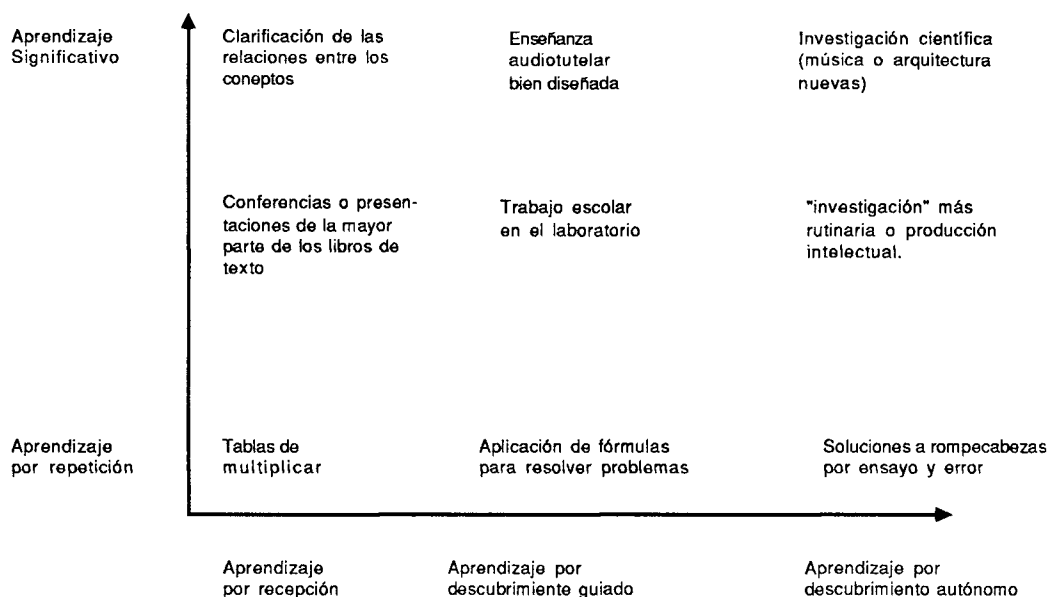 Aprendizaje
Significativo
Clarificación de las
relaciones entre los
coneptos
Enseñanza
audiotutelar
bien diseñada
Investigación científica
(música o arquitectura
nuevas)
Conferencias o presen-
taciones de la mayor
parte de los libros de
texto
Trabajo escolar
en el laboratorio
"investigación" más
rutinaria o producción
intelectual.
Aprendizaje
por repetición
Tablas de
multiplicar
Aplicación de fórmulas
para resolver problemas
Soluciones a rompecabezas
por ensayo y error
Aprendizaje
por recepción
Aprendizaje por
descubrimiente guiado
Aprendizaje por
descubrimiento autónomo